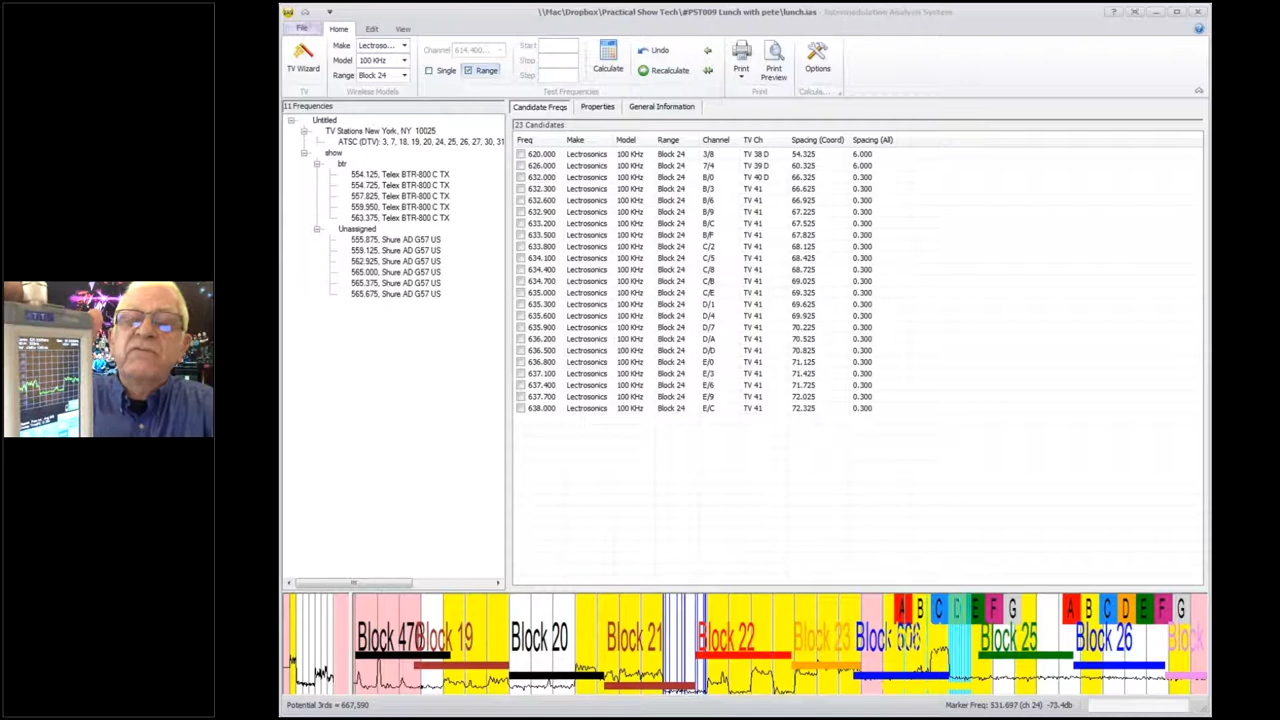 \\Mac\Dropbox\Practical Show Tech\#PST009 Lunch with pete\lunch.ias - Intermodulation Analysis System
File Home Edit View
TV Wizard
TV
Make Lectroso...
Model 100 KHz
Range Block 24
Wireless Models
Channel 614.400...
Single Range
Start
Stop
Step
Calculate
Undo
Recalculate
Test Frequencies
Print
Print Preview
Print
Options
Calcula...
11 Frequencies
Untitled
TV Stations New York, NY 10025
ATSC (DTV): 3, 7, 18, 19, 20, 24, 25, 26, 27, 30, 31
show
btr
554.125, Telex BTR-800 C TX
554.725, Telex BTR-800 C TX
557.825, Telex BTR-800 C TX
559.950, Telex BTR-800 C TX
563.375, Telex BTR-800 C TX
Unassigned
555.875, Shure AD G57 US
559.125, Shure AD G57 US
562.925, Shure AD G57 US
565.000, Shure AD G57 US
565.375, Shure AD G57 US
565.675, Shure AD G57 US
Candidate Freqs Properties General Information
23 Candidates
Freq Make Model Range Channel TV Ch Spacing (Coord) Spacing (All)
620.000 Lectrosonics 100 KHz Block 24 3/8 TV 38 D 54.325 6.000
626.000 Lectrosonics 100 KHz Block 24 7/4 TV 39 D 60.325 6.000
632.000 Lectrosonics 100 KHz Block 24 B/0 TV 40 D 66.325 0.300
632.300 Lectrosonics 100 KHz Block 24 B/3 TV 41 66.625 0.300
632.600 Lectrosonics 100 KHz Block 24 B/6 TV 41 66.925 0.300
632.900 Lectrosonics 100 KHz Block 24 B/9 TV 41 67.225 0.300
633.200 Lectrosonics 100 KHz Block 24 B/C TV 41 67.525 0.300
633.500 Lectrosonics 100 KHz Block 24 B/F TV 41 67.825 0.300
633.800 Lectrosonics 100 KHz Block 24 C/2 TV 41 68.125 0.300
634.100 Lectrosonics 100 KHz Block 24 C/5 TV 41 68.425 0.300
634.400 Lectrosonics 100 KHz Block 24 C/8 TV 41 68.725 0.300
634.700 Lectrosonics 100 KHz Block 24 C/B TV 41 69.025 0.300
635.000 Lectrosonics 100 KHz Block 24 C/E TV 41 69.325 0.300
635.300 Lectrosonics 100 KHz Block 24 D/1 TV 41 69.625 0.300
635.600 Lectrosonics 100 KHz Block 24 D/4 TV 41 69.925 0.300
635.900 Lectrosonics 100 KHz Block 24 D/7 TV 41 70.225 0.300
636.200 Lectrosonics 100 KHz Block 24 D/A TV 41 70.525 0.300
636.500 Lectrosonics 100 KHz Block 24 D/D TV 41 70.825 0.300
636.800 Lectrosonics 100 KHz Block 24 E/0 TV 41 71.125 0.300
637.100 Lectrosonics 100 KHz Block 24 E/3 TV 41 71.425 0.300
637.400 Lectrosonics 100 KHz Block 24 E/6 TV 41 71.725 0.300
637.700 Lectrosonics 100 KHz Block 24 E/9 TV 41 72.025 0.300
638.000 Lectrosonics 100 KHz Block 24 E/C TV 41 72.325 0.300
A B C D E F G A B C D E F G
Block 470 Block 19 Block 20 Block 21 Block 22 Block 23 Block 606 Block 25 Block 26 Block
Potential 3rds = 667,590
Marker Freq: 531.697 (ch 24) -73.4db